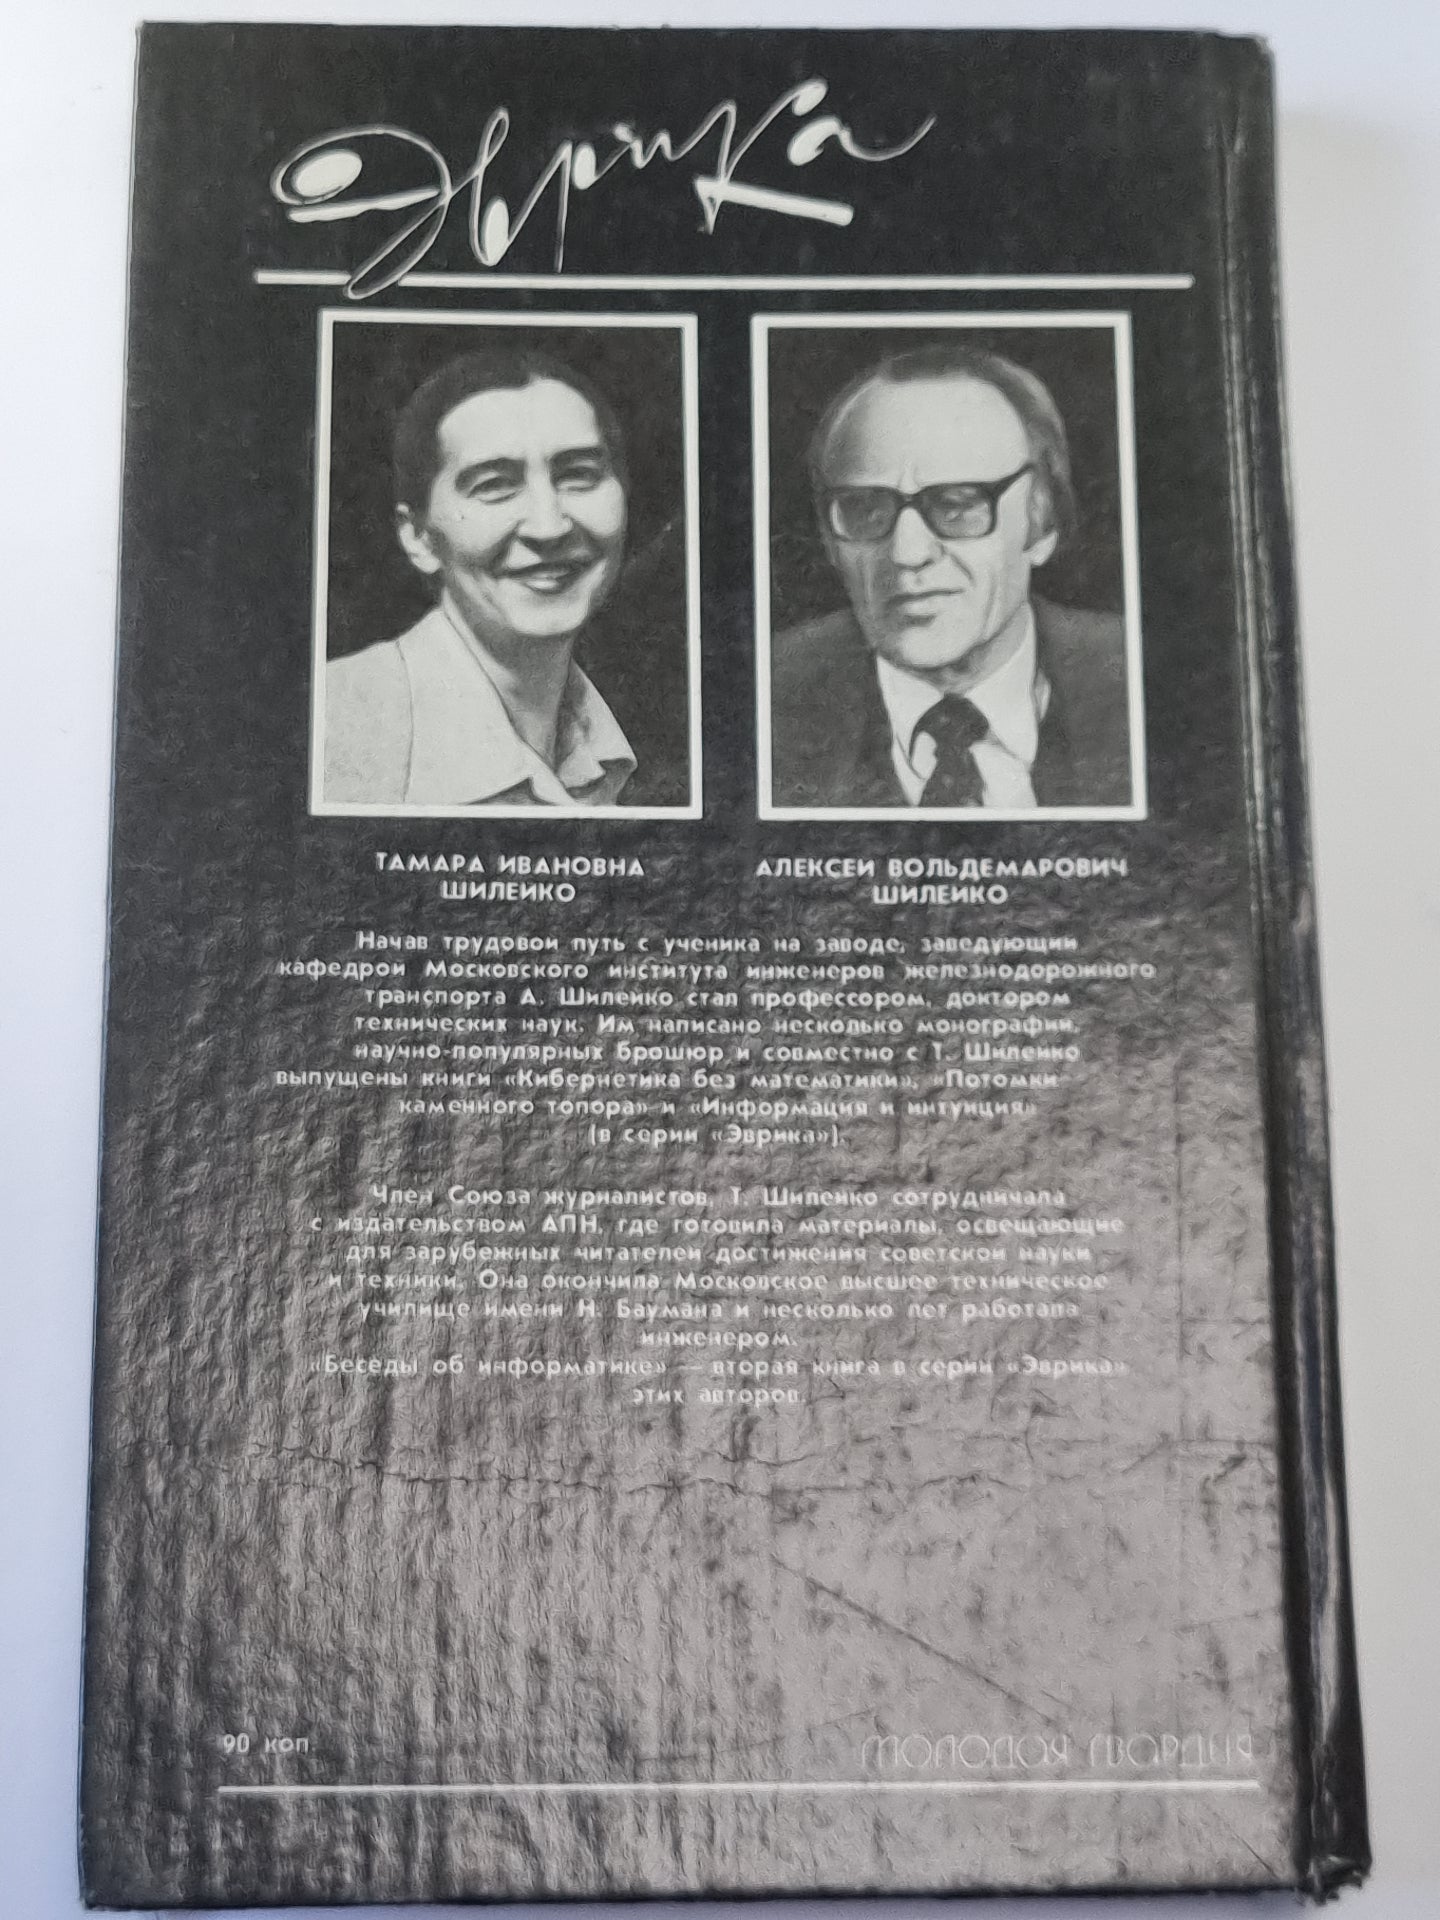 Эврика
ТАМАРА ИВАНОВНА
ШИЛЕЙКО
АЛЕКСЕЙ ВОЛЬДЕМАРОВИЧ
ШИЛЕЙКО
Начав трудовой путь с ученика на заводе, заведующий
кафедрой Московского института инженеров железнодорожного
транспорта А. Шилейко стал профессором, доктором
технических наук. Им написано несколько монографий,
научно-популярных брошюр и совместно с Т. Шилейко
выпущены книги «Кибернетика без математики», «Потомки
каменного топора» и «Информация и интуиция»
(в серии «Эврика»).
Член Союза журналистов, Т. Шилейко сотрудничала
с издательством АПН, где готовила материалы, освещающие
для зарубежных читателей достижения советской науки
и техники. Она окончила Московское высшее техническое
училище имени Н. Баумана и несколько лет работала
инженером.
«Беседы об информатике» — вторая книга в серии «Эврика»
этих авторов.
90 коп
МОЛОДАЯ ГВАРДИЯ